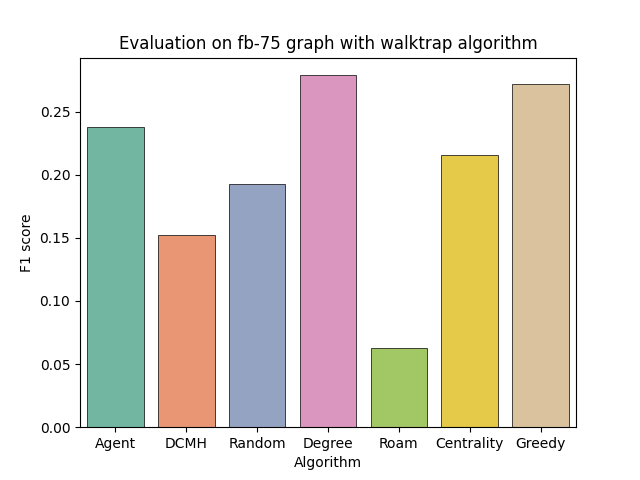 Evaluation on fb-75 graph with walktrap algorithm
F1 score
0.25
0.20
0.15
0.10
0.05
0.00
Agent DCMH Random Degree Roam Centrality Greedy
Algorithm